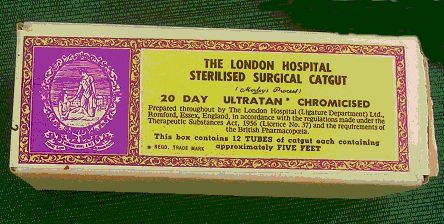 THE LONDON HOSPITAL
STERILISED SURGICAL CATGUT
20 DAY ULTRATAN * CHROMICISED
Prepared throughout by The London Hospital (Ligature Department) Ltd.,
Romford, Essex, England, in accordance with the regulations made under the
Therapeutic Substances Act, 1956 (Licence No. 37) and the requirements of
the British Pharmacopœia.
This box contains 12 TUBES of catgut each containing
* REGD. TRADE MARK approximately FIVE FEET